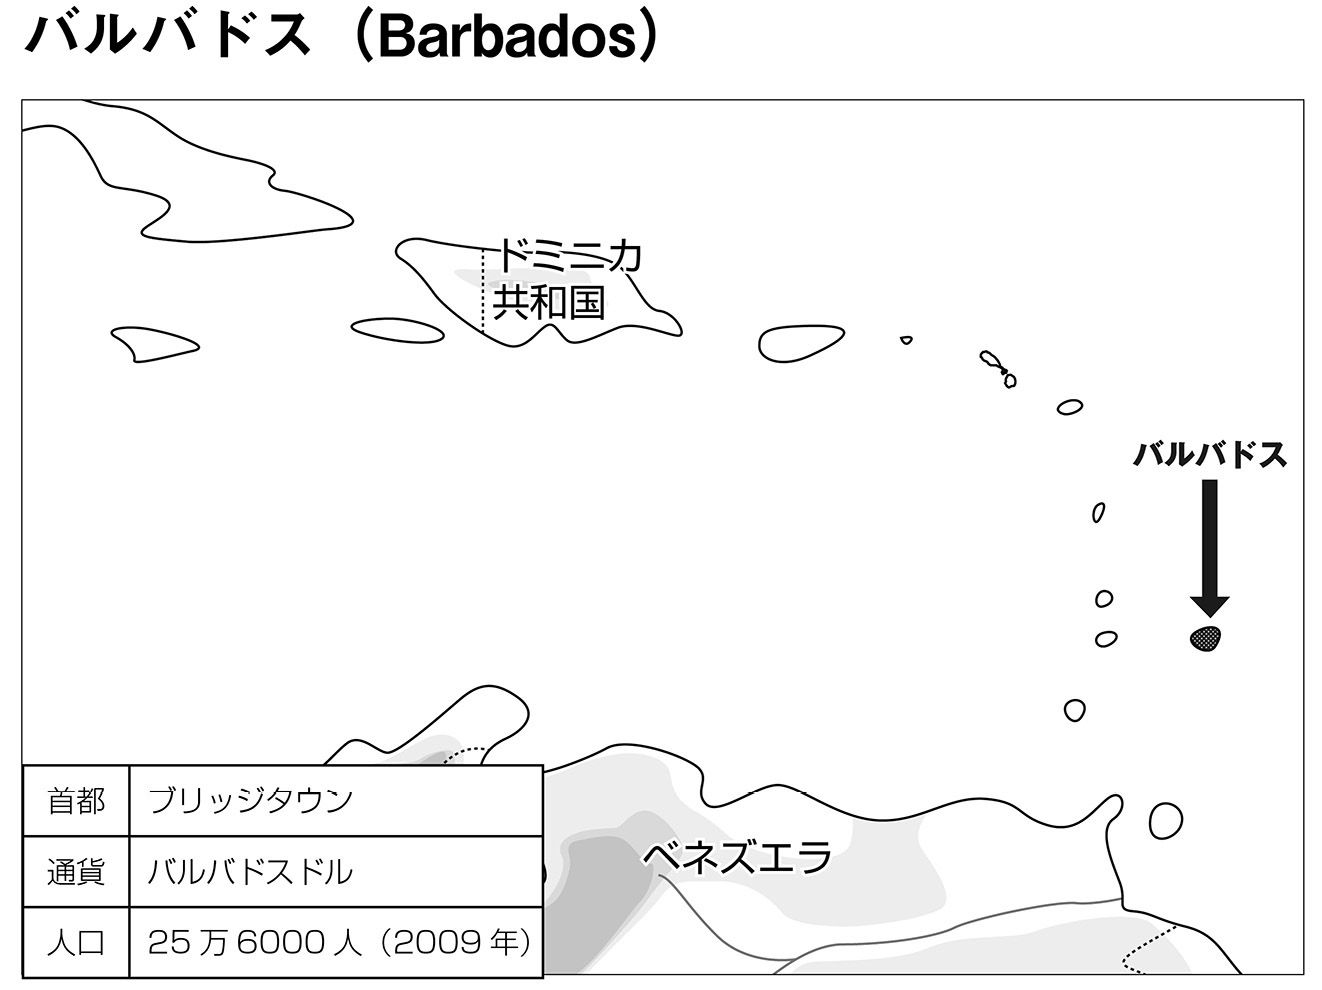 バルバドス（Barbados）
ドミニカ
共和国
バルバドス
ベネズエラ
首都 ブリッジタウン
通貨 バルバドスドル
人口 25万6000人（2009年）